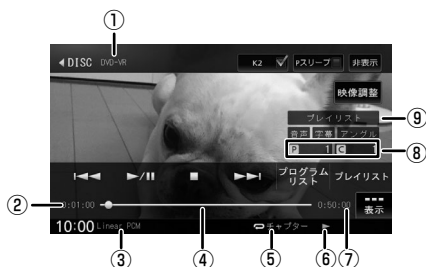 ①
◀ DISC DVD-VR K2 Pスリープ 非表示
映像調整
プレイリスト ⑨
音声 字幕 アングル
P 1 C 1 ⑧
プログラムリスト プレイリスト
② 0:01:00 0:50:00 表示
10:00 Linear PCM チャプター
③ ④ ⑤ ⑥ ⑦